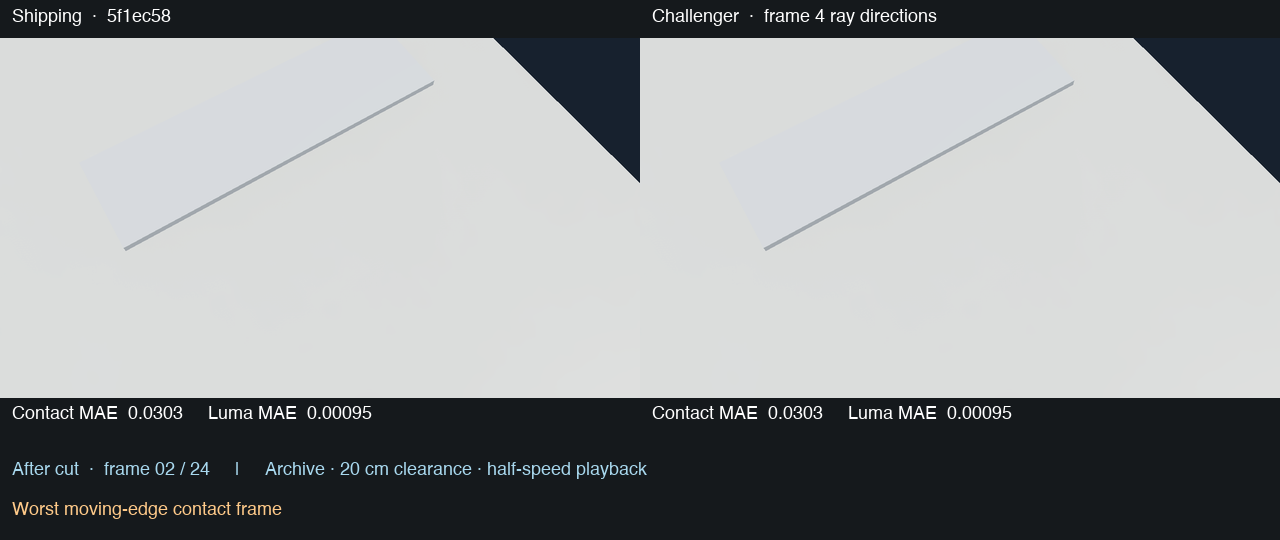 Shipping · 5f1ec58
Challenger · frame 4 ray directions
Contact MAE 0.0303 Luma MAE 0.00095
Contact MAE 0.0303 Luma MAE 0.00095
After cut · frame 02 / 24 | Archive · 20 cm clearance · half-speed playback
Worst moving-edge contact frame